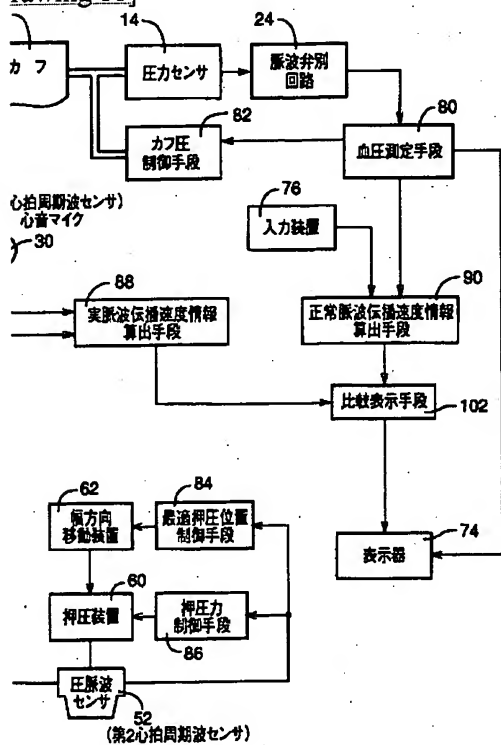 14
24
カフ
圧力センサ
脈波弁別
回路
82
80
カフ圧
制御手段
血圧測定手段
心拍周期波センサ)
心音マイク
30
76
入力装置
88
90
実脈波伝播速度情報
算出手段
正常脈波伝播速度情報
算出手段
比較表示手段
102
62
84
幅方向
移動装置
最適押圧位置
制御手段
74
表示器
60
押圧装置
押圧力
制御手段
86
圧脈波
センサ
52
(第2心拍周期波センサ)